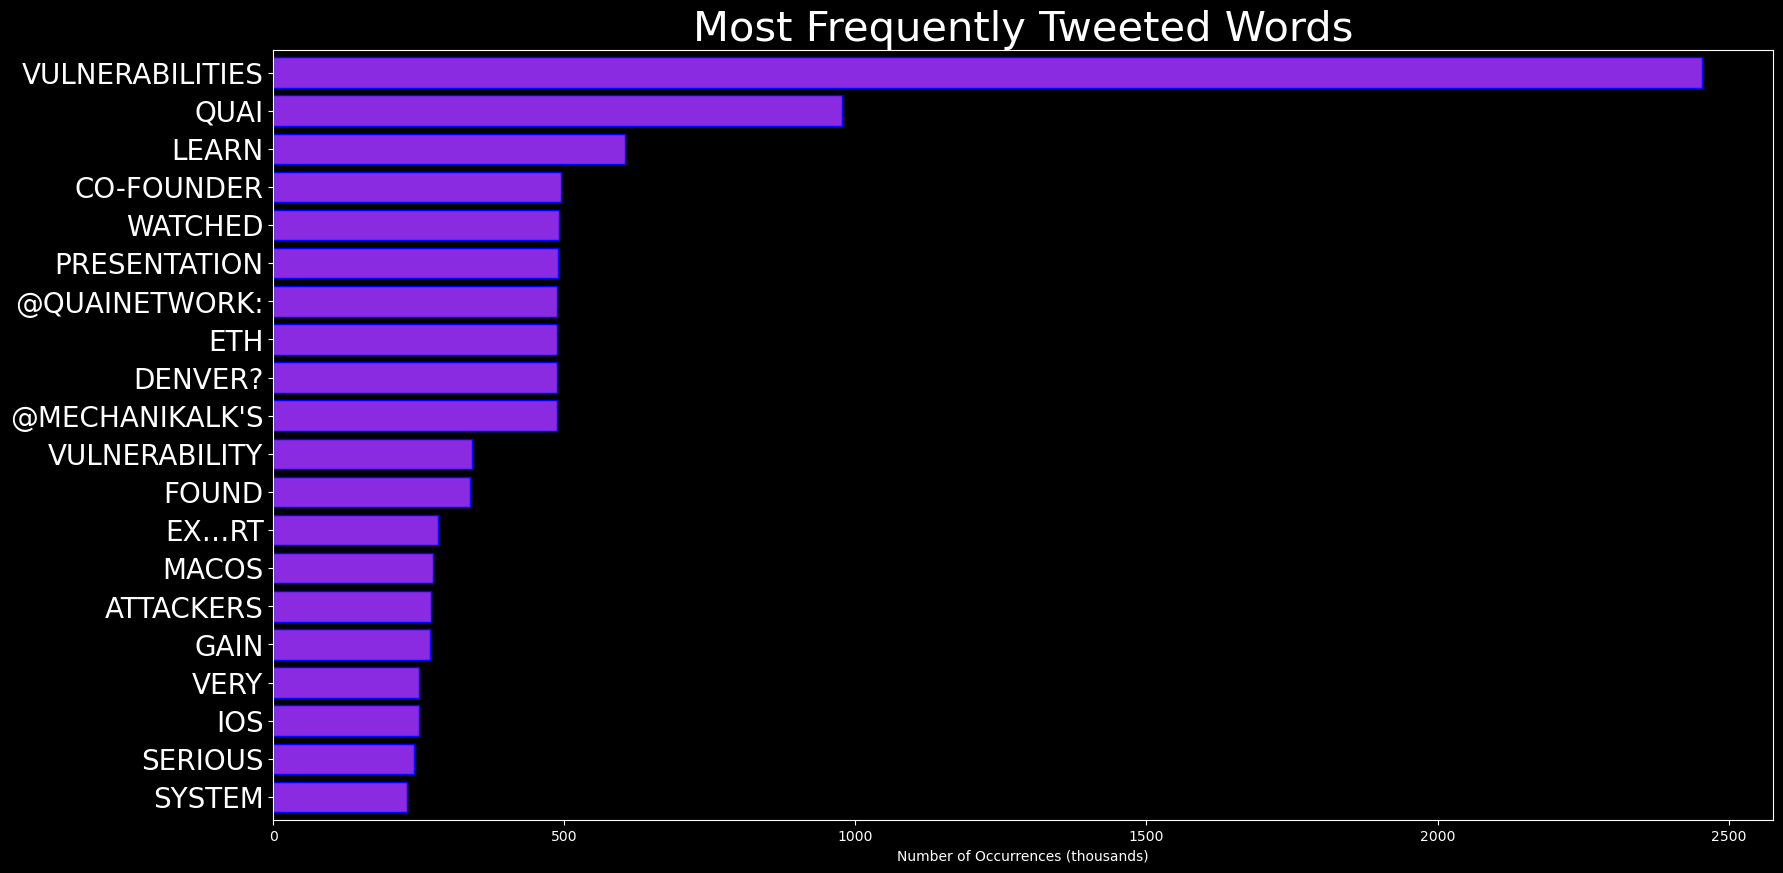 Most Frequently Tweeted Words
VULNERABILITIES
QUAI
LEARN
CO-FOUNDER
WATCHED
PRESENTATION
@QUAINETWORK:
ETH
DENVER?
@MECHANIKALK'S
VULNERABILITY
FOUND
EX…RT
MACOS
ATTACKERS
GAIN
VERY
IOS
SERIOUS
SYSTEM
0 500 1000 1500 2000 2500
Number of Occurrences (thousands)